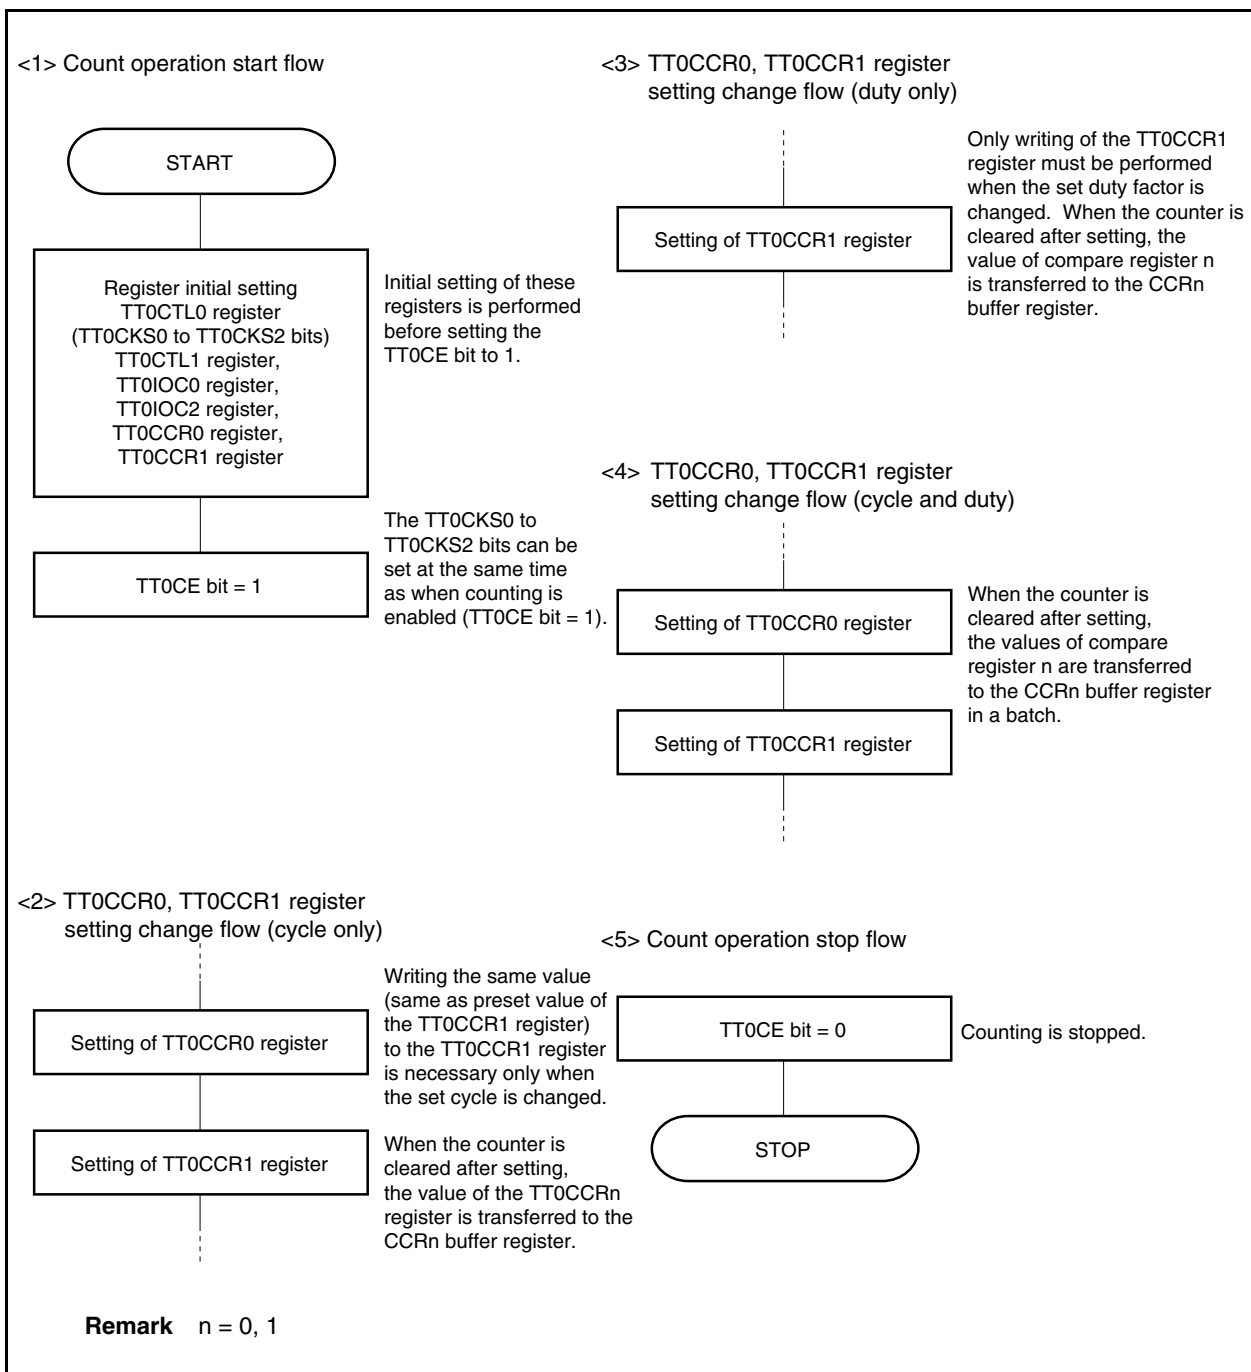 <1> Count operation start flow
START
Register initial setting
TT0CTL0 register
(TT0CKS0 to TT0CKS2 bits)
TT0CTL1 register,
TT0IOC0 register,
TT0IOC2 register,
TT0CCR0 register,
TT0CCR1 register
Initial setting of these
registers is performed
before setting the
TT0CE bit to 1.
TT0CE bit = 1
The TT0CKS0 to
TT0CKS2 bits can be
set at the same time
as when counting is
enabled (TT0CE bit = 1).
<2> TT0CCR0, TT0CCR1 register
setting change flow (cycle only)
Setting of TT0CCR0 register
Writing the same value
(same as preset value of
the TT0CCR1 register)
to the TT0CCR1 register
is necessary only when
the set cycle is changed.
Setting of TT0CCR1 register
When the counter is
cleared after setting,
the value of the TT0CCRn
register is transferred to the
CCRn buffer register.
<3> TT0CCR0, TT0CCR1 register
setting change flow (duty only)
Setting of TT0CCR1 register
Only writing of the TT0CCR1
register must be performed
when the set duty factor is
changed. When the counter is
cleared after setting, the
value of compare register n
is transferred to the CCRn
buffer register.
<4> TT0CCR0, TT0CCR1 register
setting change flow (cycle and duty)
Setting of TT0CCR0 register
When the counter is
cleared after setting,
the values of compare
register n are transferred
to the CCRn buffer register
in a batch.
Setting of TT0CCR1 register
<5> Count operation stop flow
TT0CE bit = 0
Counting is stopped.
STOP
Remark n = 0, 1